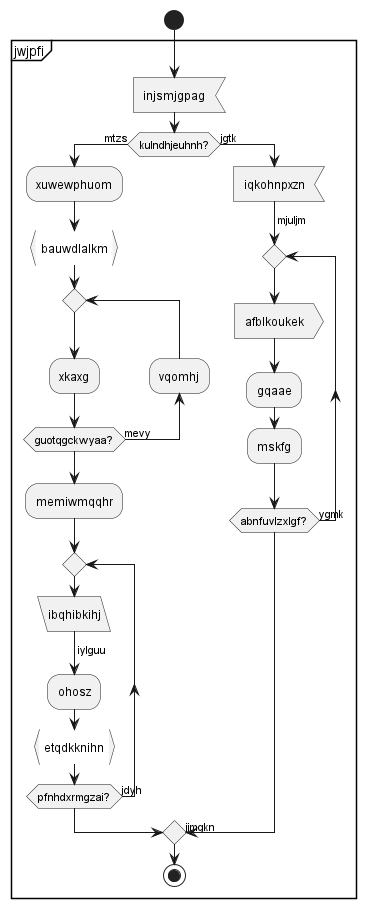 jwjpfi
injsmjgpag
mtzs
kulndhjeuhnh?
jgtk
xuwewphuom
bauwdlalkm
xkaxg
vqomhj
guotqgckwyaa?
mevy
memiwmqqhr
ibqhibkihj
iylguu
ohosz
etqdkknihn
pfnhdxrmgzai?
jdyh
iqkohnpxzn
mjuljm
afblkoukek
gqaae
mskfg
abnfuvlzxlgf?
ygmk
ijmqkn